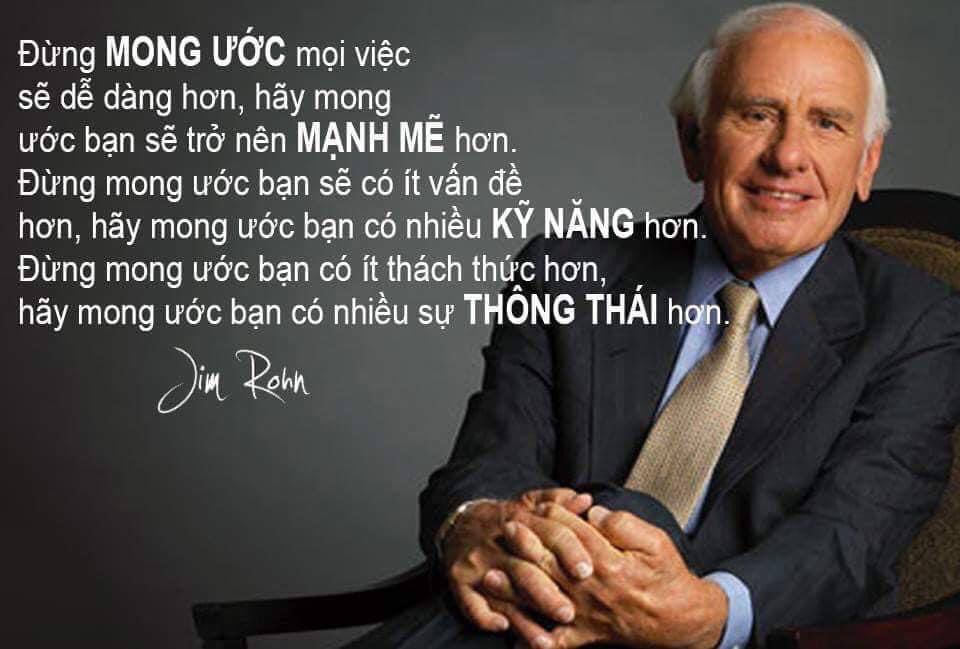 Đừng MONG ƯỚC mọi việc
sẽ dễ dàng hơn, hãy mong
ước bạn sẽ trở nên MẠNH MẼ hơn.
Đừng mong ước bạn sẽ có ít vấn đề
hơn, hãy mong ước bạn có nhiều KỸ NĂNG hơn.
Đừng mong ước bạn có ít thách thức hơn,
hãy mong ước bạn có nhiều sự THÔNG THÁI hơn.
Jim Rohn